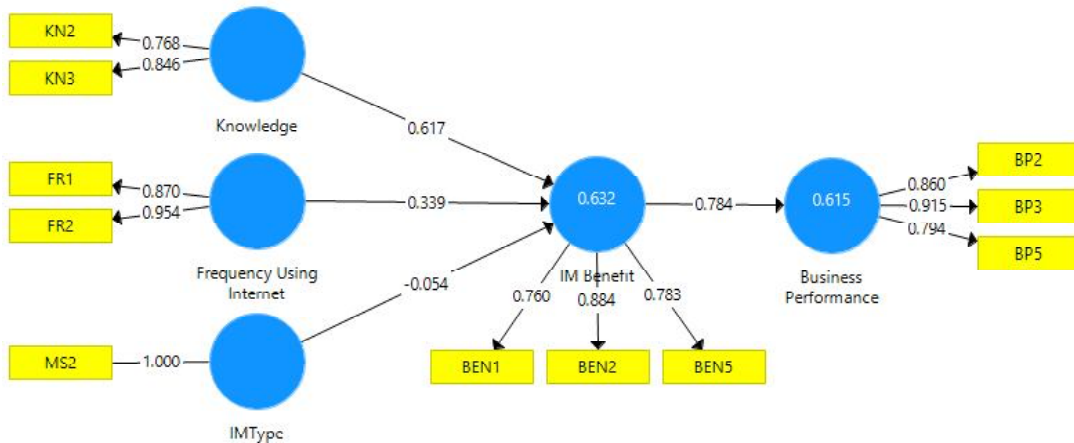 KN2
0.768
KN3
0.846
Knowledge
0.617
FR1
0.870
FR2
0.954
Frequency Using
Internet
0.339
MS2
1.000
IMType
-0.054
0.632
IM Benefit
0.784
0.615
Business
Performance
0.760
0.884
0.783
BEN1
BEN2
BEN5
0.860
0.915
0.794
BP2
BP3
BP5